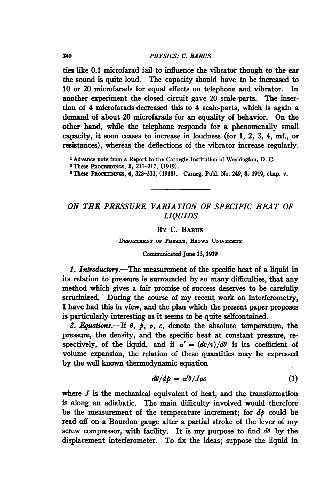 240 PHYSICS: C. BARUS
ties like 0.1 microfarad fail to influence the vibrator though to the ear
the sound is quite loud. The capacity should have to be increased to
10 or 20 microfarads for equal effects on telephone and vibrator. In
another experiment the closed circuit gave 20 scale-parts. The inser-
tion of 4 microfarads decreased this to 4 scale-parts, which is again a
demand of about 20 microfarads for an equality of behavior. On the
other hand, while the telephone responds for a phenomenally small
capacity, it soon ceases to increase in loudness (for 1, 2, 3, 4, mf., or
resistances), whereas the deflections of the vibrator increase regularly.
¹ Advance note from a Report to the Carnegie Institution of Washington, D. C.
² These PROCEEDINGS, 5, 211–217, (1919).
³ These PROCEEDINGS, 4, 328–333, (1918). Carneg. Publ. No. 249, 8, 1919, chap. v.
ON THE PRESSURE VARIATION OF SPECIFIC HEAT OF
LIQUIDS
BY C. BARUS
DEPARTMENT OF PHYSICS, BROWN UNIVERSITY
Communicated June 13, 1919
1. Introductory.—The measurement of the specific heat of a liquid in
its relation to pressure is surrounded by so many difficulties, that any
method which gives a fair promise of success deserves to be carefully
scrutinized. During the course of my recent work on interferometry,
I have had this in view, and the plan which the present paper proposes
is particularly as interesting as it seems to be quite selfcontained.
2. Equations.—If θ, p, ρ, c, denote the absolute temperature, the
pressure, the density, and the specific heat at constant pressure, re-
spectively, of the liquid, and if α = (dv/v)/dθ is its coefficient of
volume expansion, the relation of these quantities may be expressed
by the well known thermodynamic equation
dθ/dp = αθ/Jρc (1)
where J is the mechanical equivalent of heat, and the transformation
is along an adiabatic. The main difficulty involved would therefore
be the measurement of the temperature increment; for dp could be
read off on a Bourdon gauge after a partial stroke of the lever of my
screw compressor, with facility. It is my purpose to find dθ by the
displacement interferometer. To fix the ideas; suppose the liquid in